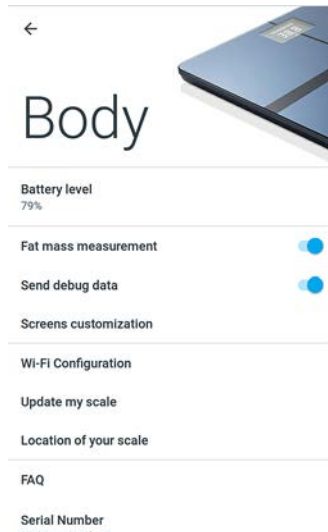 Body
Battery level
79%
Fat mass measurement
Send debug data
Screens customization
Wi-Fi Configuration
Update my scale
Location of your scale
FAQ
Serial Number